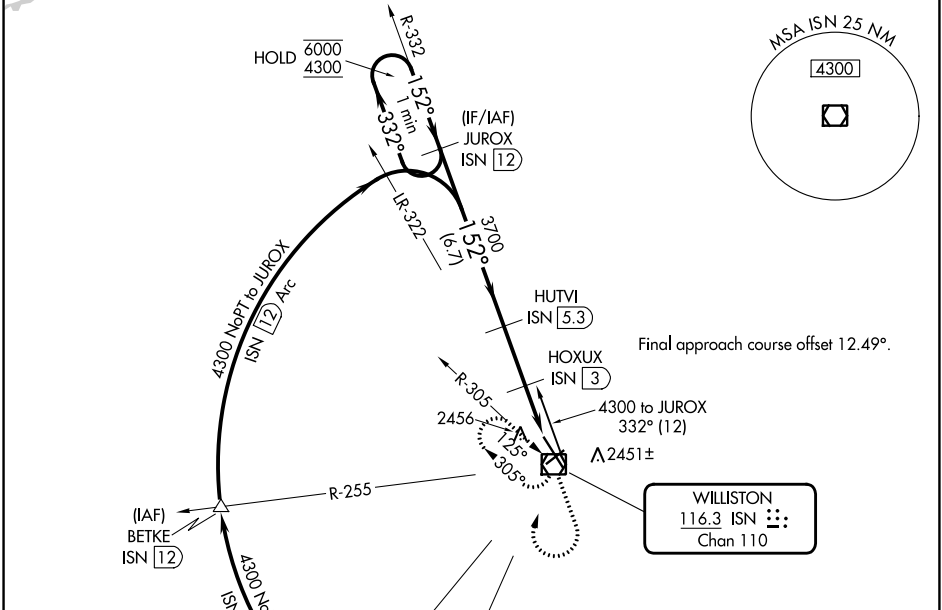 MSA ISN 25 NM
4300
HOLD
6000
4300
R-332
152°
1 min
332°
(IF/IAF)
JUROX
ISN 12
LR-322
3700
152°
(6.7)
4300 NoPT to JUROX
ISN 12 Arc
HUTVI
ISN 5.3
Final approach course offset 12.49°.
HOXUX
ISN 3
4300 to JUROX
332° (12)
R-305
2456
125°
305°
2451±
R-255
(IAF)
BETKE
ISN 12
WILLISTON
116.3 ISN
Chan 110
4300 No
ISN